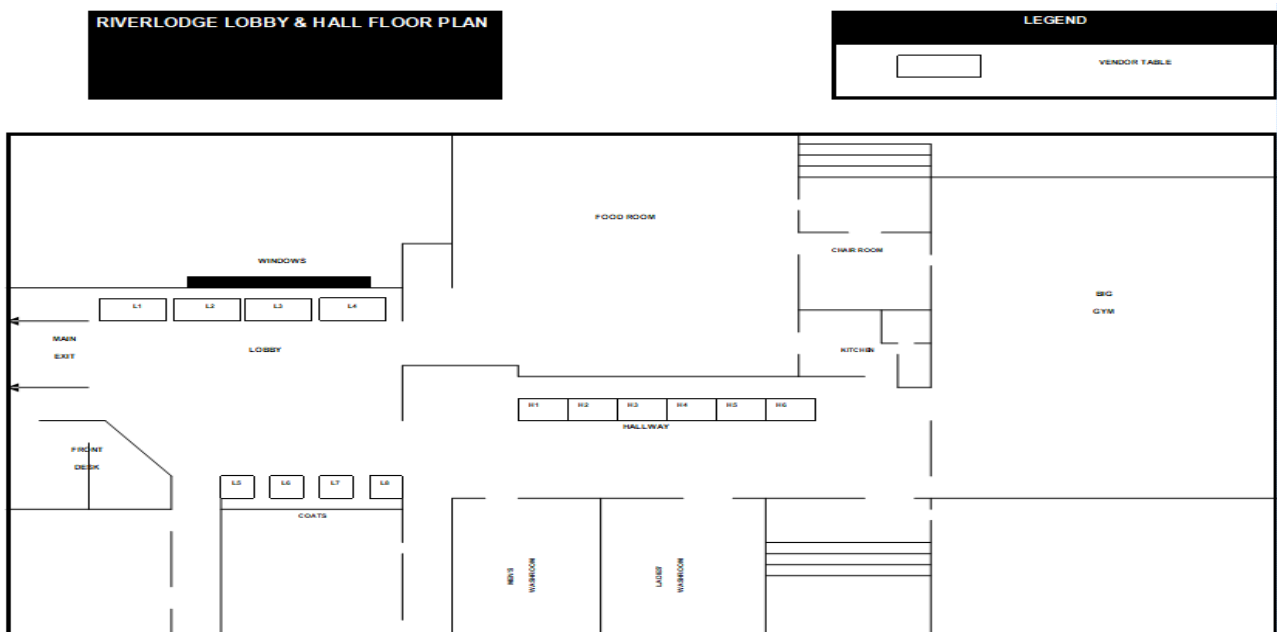 RIVERLODGE LOBBY & HALL FLOOR PLAN
LEGEND
VENDOR TABLE
FOOD ROOM
CHAIR ROOM
WINDOWS
BIG
GYM
L1
L2
L3
L4
MAIN
EXIT
LOBBY
KITCHEN
H1
H2
H3
H4
H5
H6
HALLWAY
FRONT
DESK
L5
L6
L7
L8
COATS
MEN'S
WASHROOM
LADIES'
WASHROOM